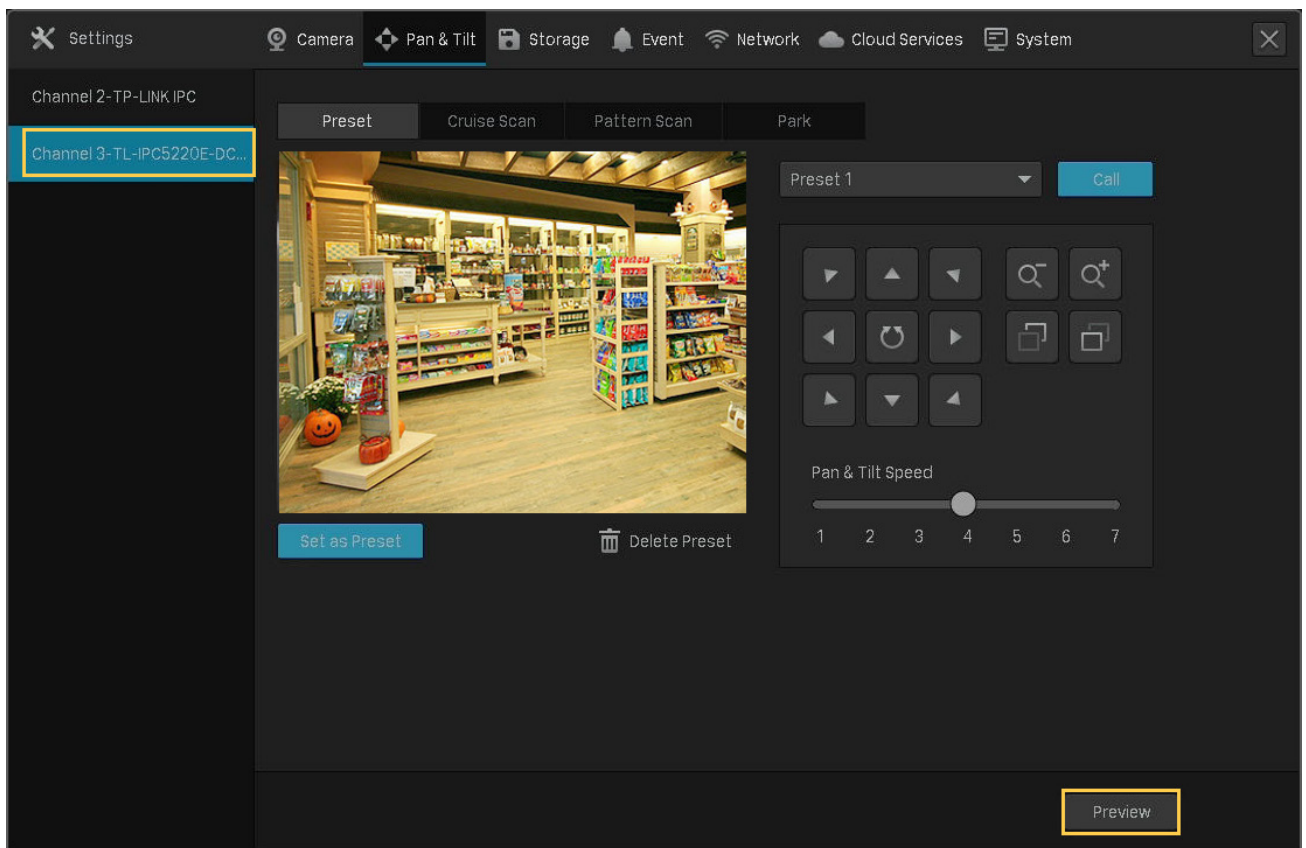 Settings
Camera
Pan & Tilt
Storage
Event
Network
Cloud Services
System
Channel 2-TP-LINK IPC
Channel 3-TL-IPC5220E-DC...
Preset
Cruise Scan
Pattern Scan
Park
Preset 1
Call
Pan & Tilt Speed
1 2 3 4 5 6 7
Set as Preset
Delete Preset
Preview